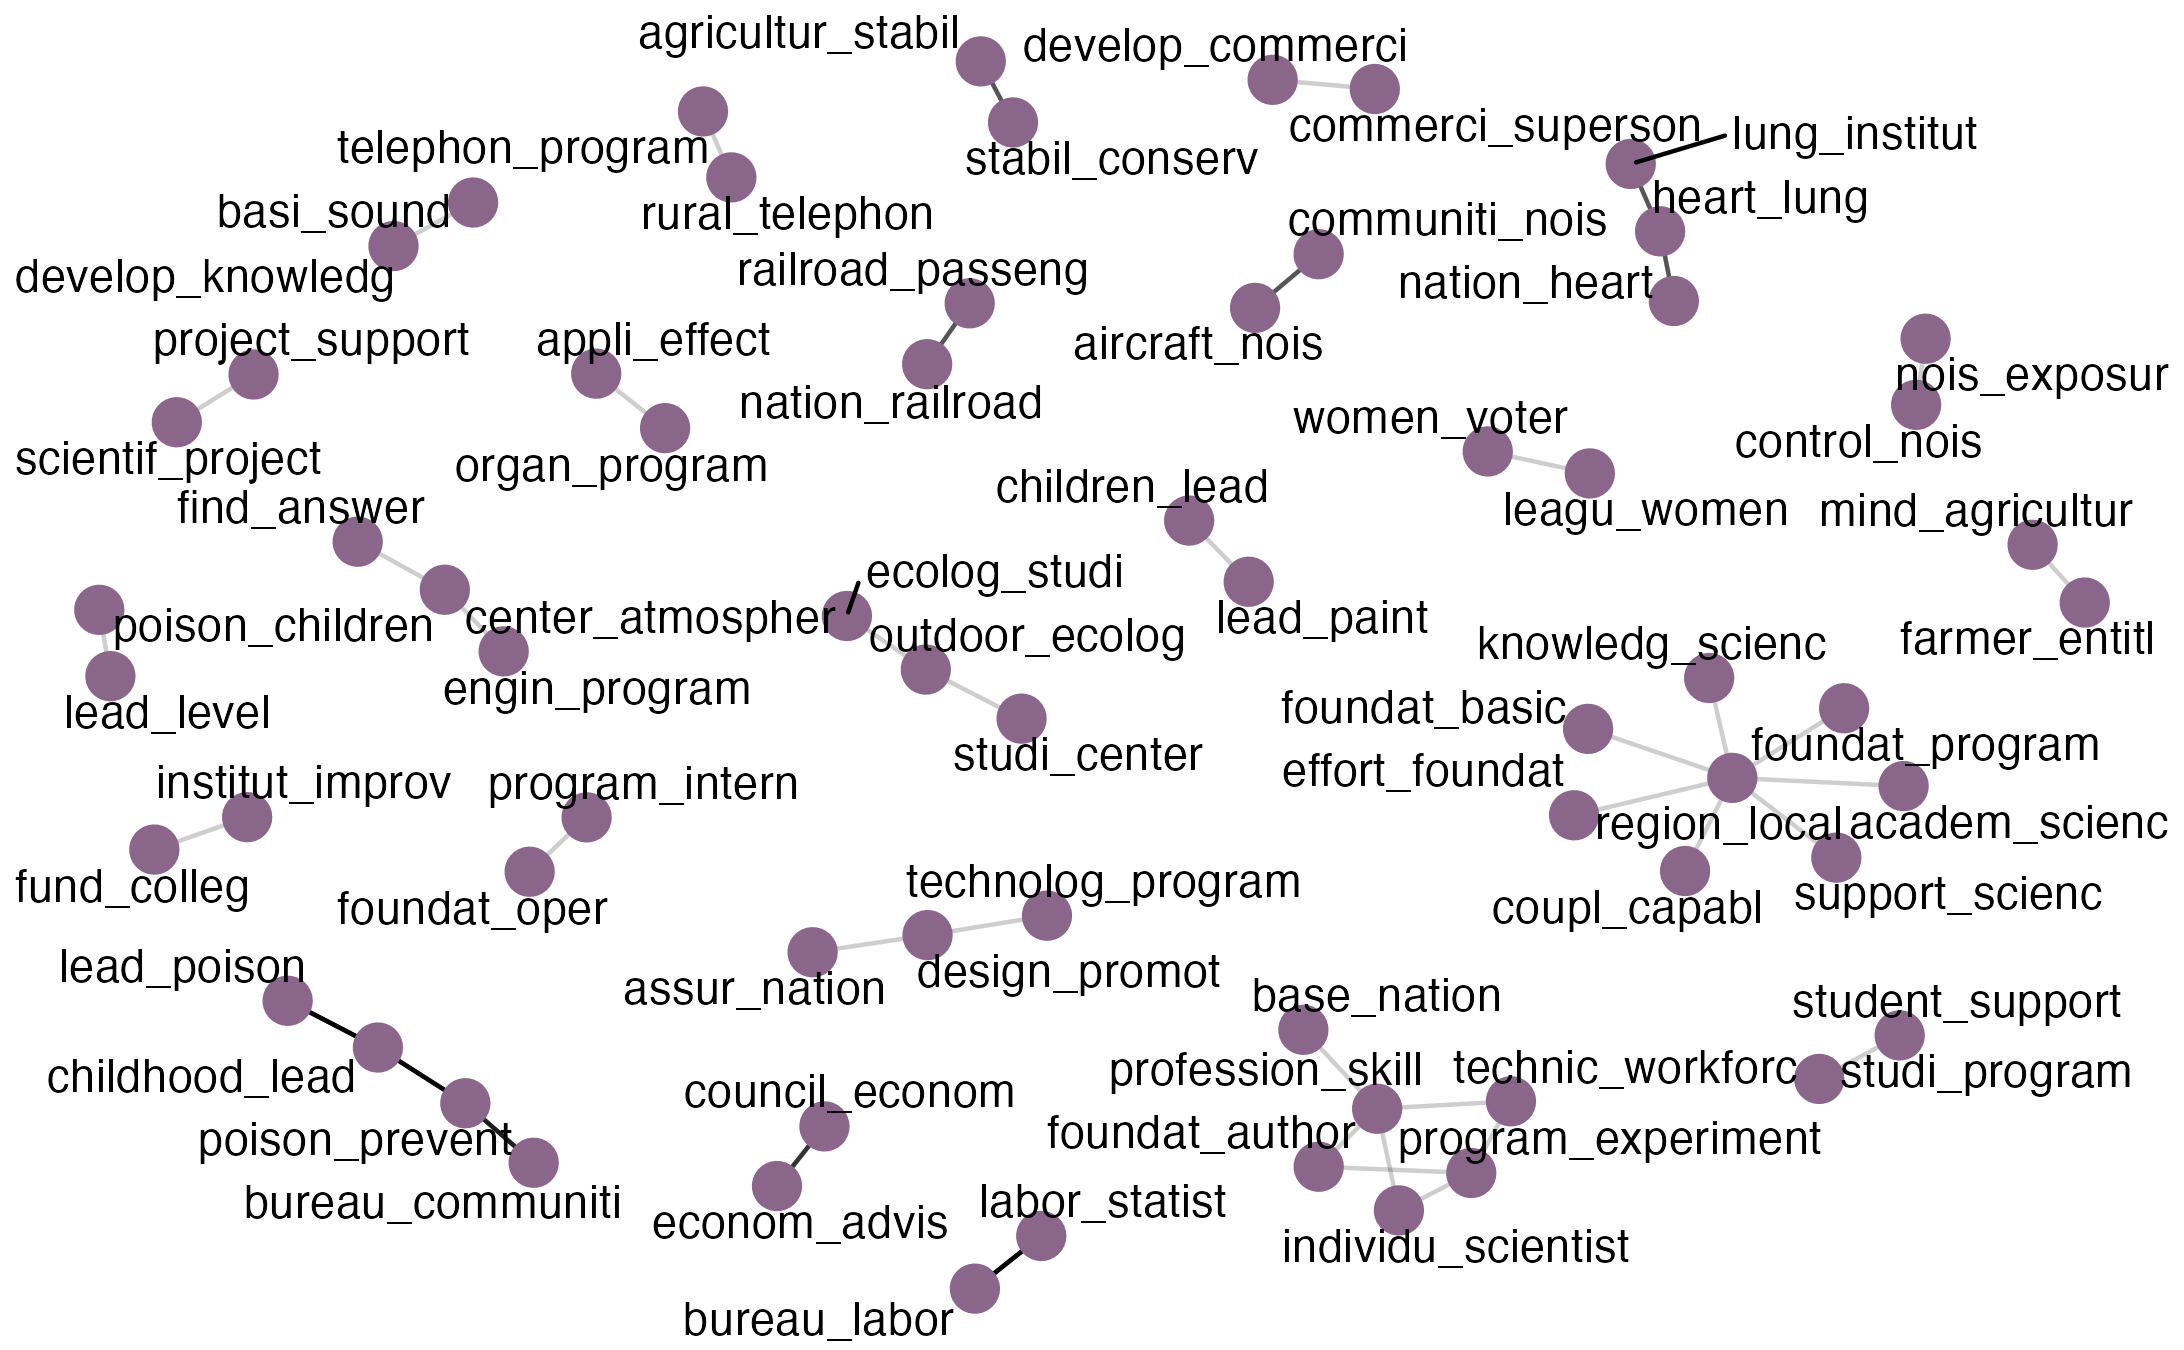 agricultur_stabil
develop_commerci
telephon_program
stabil_conserv
commerci_superson
lung_institut
basi_sound
rural_telephon
heart_lung
communiti_nois
develop_knowledg
railroad_passeng
nation_heart
project_support
appli_effect
aircraft_nois
nois_exposur
nation_railroad
women_voter
control_nois
scientif_project
organ_program
children_lead
find_answer
leagu_women
mind_agricultur
ecolog_studi
poison_children
center_atmospher
lead_paint
outdoor_ecolog
farmer_entitl
knowledg_scienc
engin_program
lead_level
foundat_basic
studi_center
foundat_program
effort_foundat
institut_improv
program_intern
region_local
academ_scienc
fund_colleg
technolog_program
foundat_oper
coupl_capabl
support_scienc
lead_poison
design_promot
assur_nation
base_nation
student_support
childhood_lead
council_econom
profession_skill
technic_workforc
studi_program
poison_prevent
foundat_author
program_experiment
bureau_communiti
econom_advis
labor_statist
individu_scientist
bureau_labor